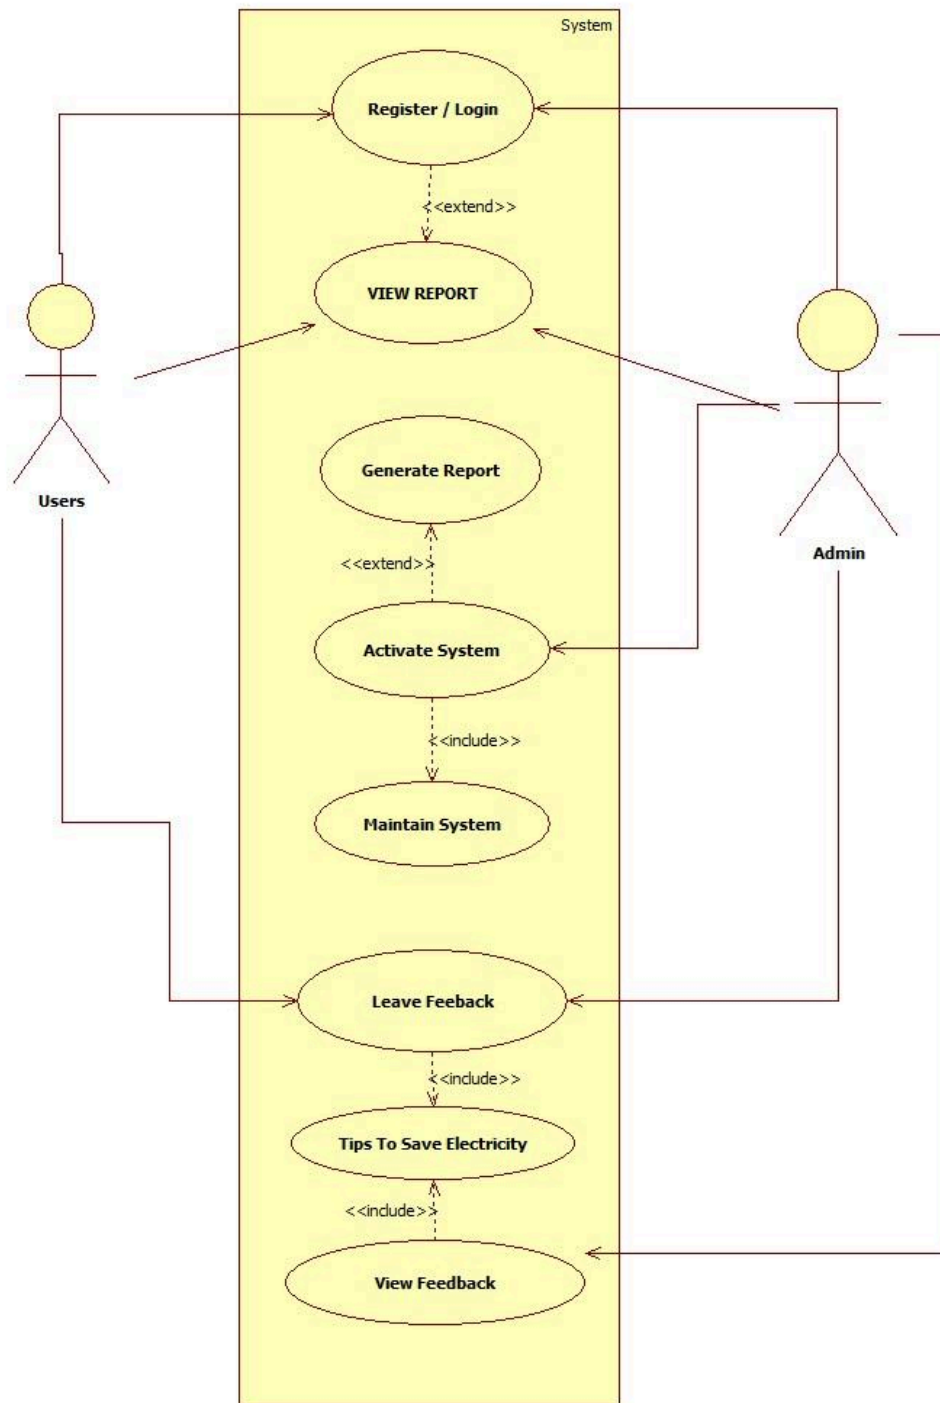 System
Register / Login
<<extend>>
VIEW REPORT
Generate Report
Users
Admin
<<extend>>
Activate System
<<include>>
Maintain System
Leave Feeback
<<include>>
Tips To Save Electricity
<<include>>
View Feedback